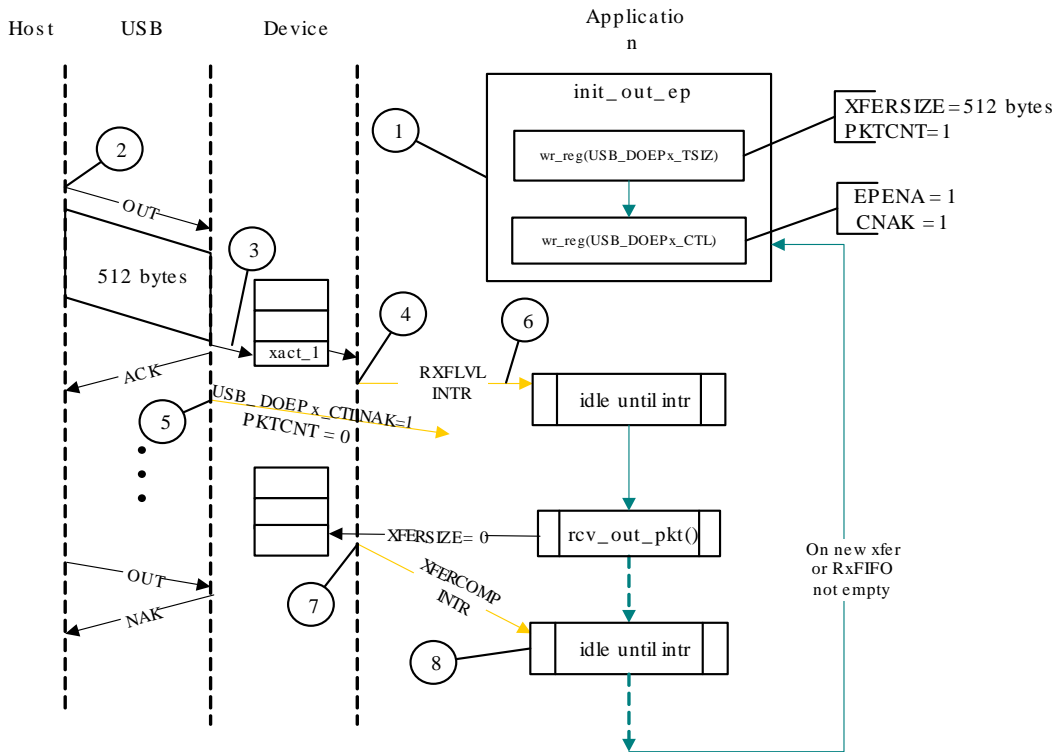 Host
USB
Device
Applicatio
n
init_out_ep
wr_reg(USB_DOEPx_TSIZ)
wr_reg(USB_DOEPx_CTL)
XFERSIZE=512 bytes
PKTCNT=1
EPENA = 1
CNAK = 1
1
2
OUT
512 bytes
3
xact_1
4
6
ACK
RXFLVL
INTR
idle until intr
5
USB_DOEPx_CTLNAK=1
PKTCNT = 0
XFERSIZE= 0
rcv_out_pkt()
On new xfer
or RxFIFO
not empty
OUT
NAK
7
XFERCOMP
INTR
8
idle until intr